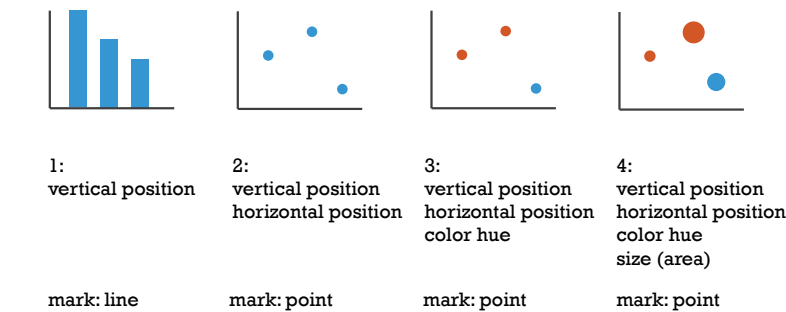 1:
vertical position
mark: line
2:
vertical position
horizontal position
mark: point
3:
vertical position
horizontal position
color hue
mark: point
4:
vertical position
horizontal position
color hue
size (area)
mark: point